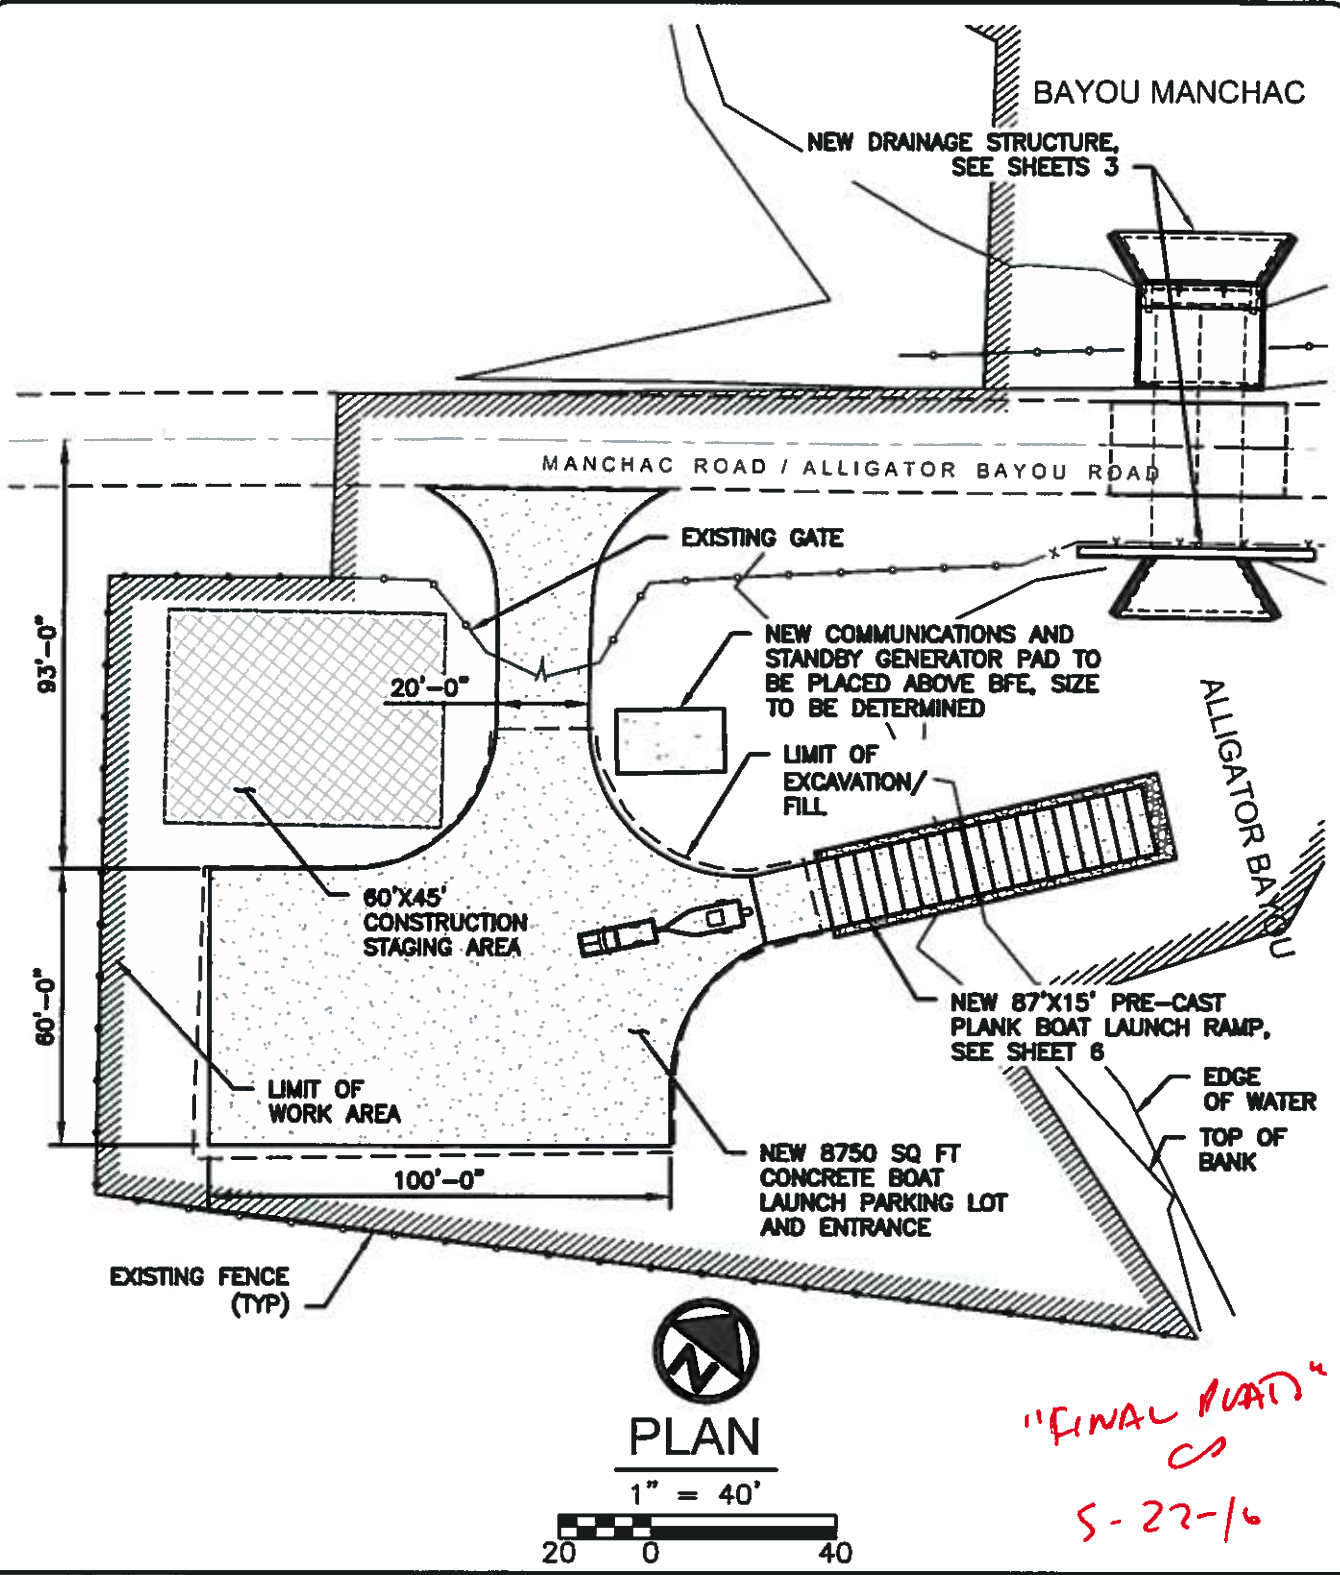 BAYOU MANCHAC
NEW DRAINAGE STRUCTURE,
SEE SHEETS 3
MANCHAC ROAD / ALLIGATOR BAYOU ROAD
EXISTING GATE
93'-0"
20'-0"
NEW COMMUNICATIONS AND
STANDBY GENERATOR PAD TO
BE PLACED ABOVE BFE, SIZE
TO BE DETERMINED
ALLIGATOR BAYOU
LIMIT OF
EXCAVATION/
FILL
60'X45'
CONSTRUCTION
STAGING AREA
60'-0"
NEW 87'X15' PRE-CAST
PLANK BOAT LAUNCH RAMP,
SEE SHEET 6
LIMIT OF
WORK AREA
EDGE
OF WATER
TOP OF
BANK
NEW 8750 SQ FT
CONCRETE BOAT
LAUNCH PARKING LOT
AND ENTRANCE
100'-0"
EXISTING FENCE
(TYP)
N
PLAN
1" = 40'
20 0 40
"FINAL
5-22-16